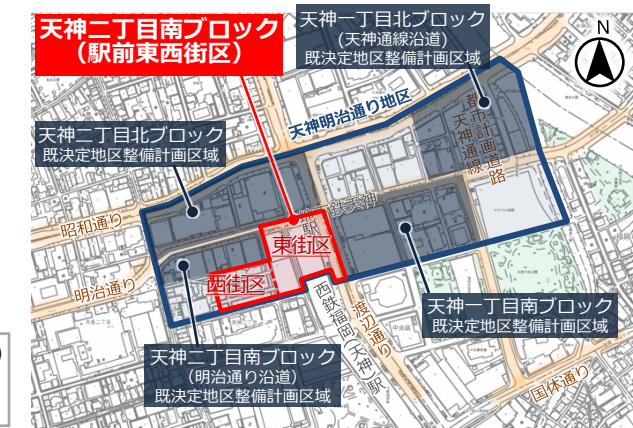 天神二丁目南ブロック
（駅前東西街区）
天神一丁目北ブロック
(天神通線沿道)
既決定地区整備計画区域
N
天神明治通り地区
都市計画道路
天神通線
天神二丁目北ブロック
既決定地区整備計画区域
昭和通り
東街区
西街区
明治通り
西鉄福岡(天神)駅
渡辺通り
天神一丁目南ブロック
既決定地区整備計画区域
天神二丁目南ブロック
(明治通り沿道)
既決定地区整備計画区域
国体通り
中央区